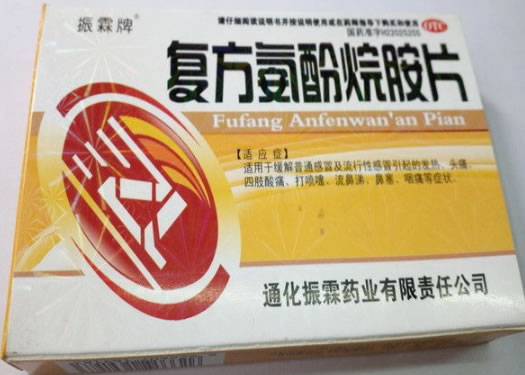 振霖牌
请仔细阅读说明书并按说明使用或在药师指导下购买和使用
国药准字H22025255
OTC
复方氨酚烷胺片
Fufang Anfenwan'an Pian
【适应症】
适用于缓解普通感冒及流行性感冒引起的发热、头痛、
四肢酸痛、打喷嚏、流鼻涕、鼻塞、咽痛等症状。
通化振霖药业有限责任公司